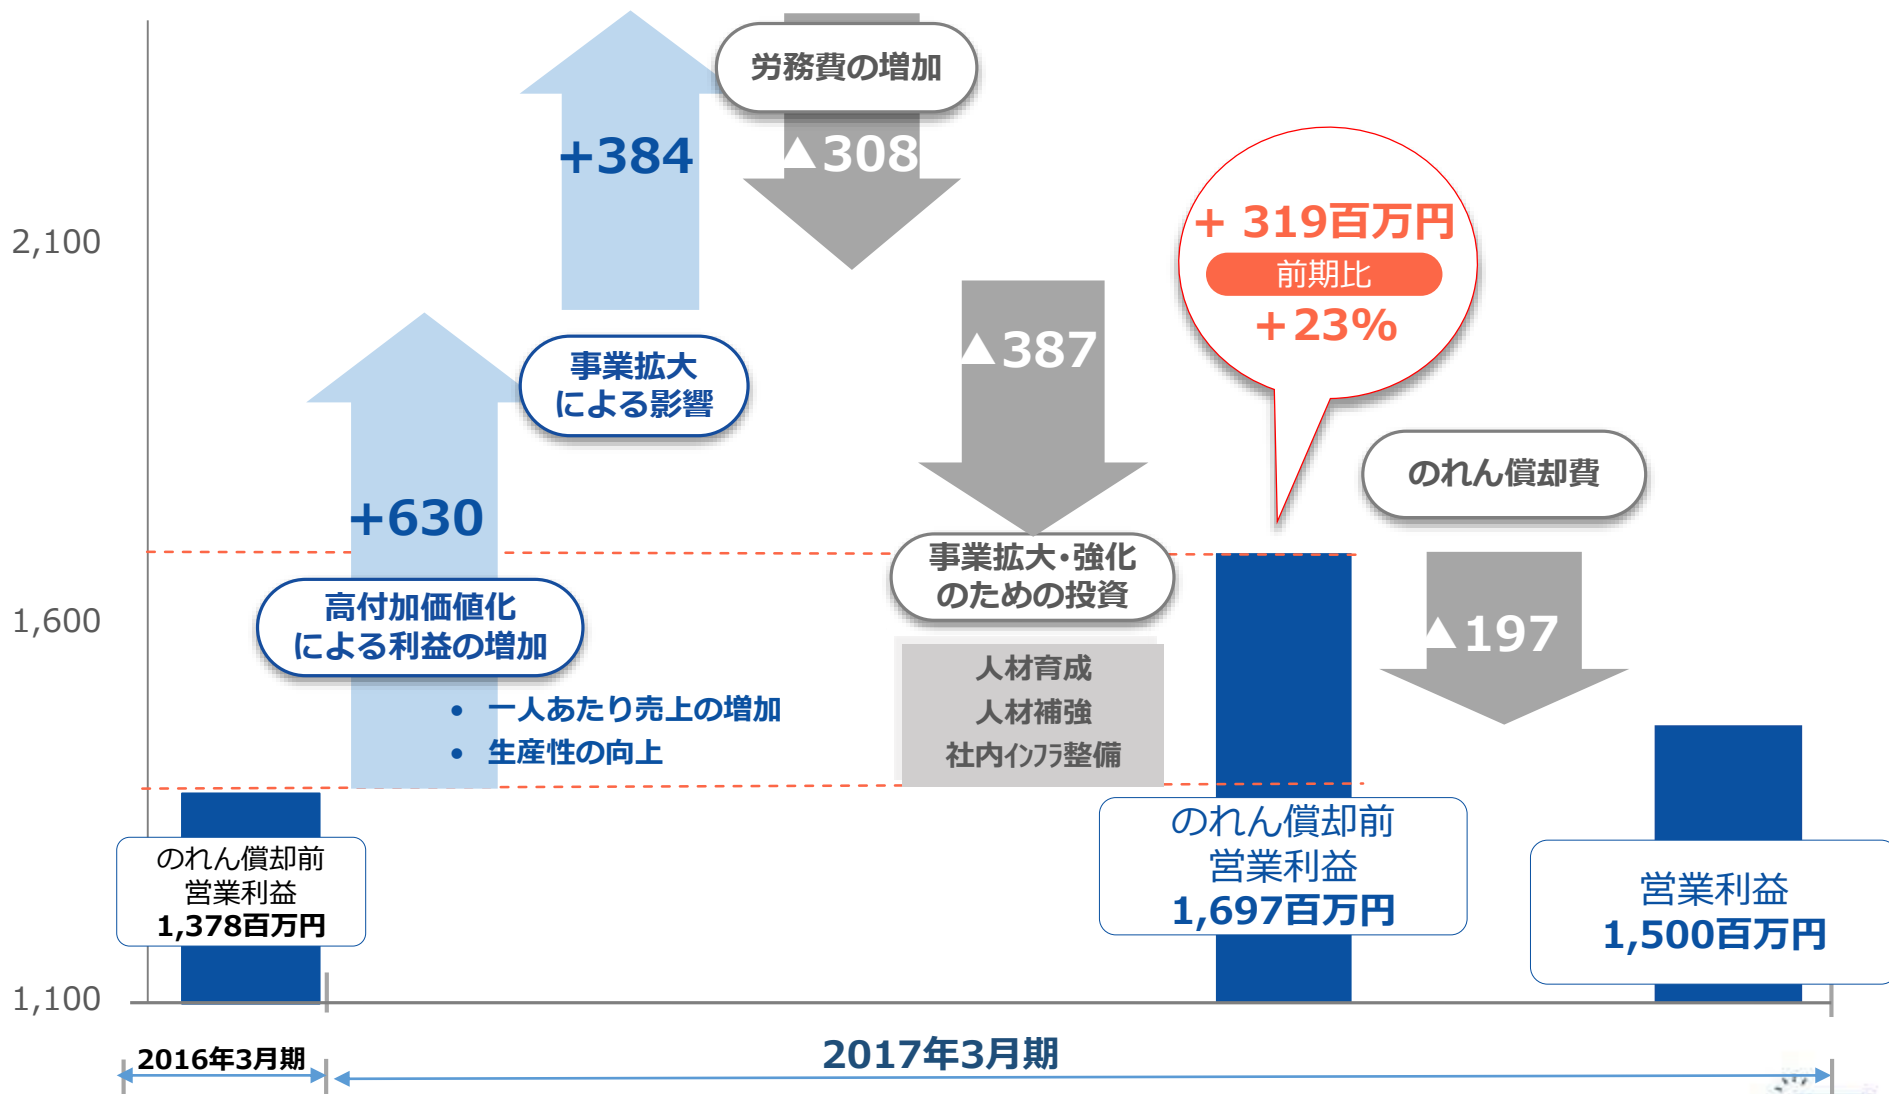 2,100
1,600
1,100
労務費の増加
+384
▲308
+ 319百万円
前期比
+23%
▲387
事業拡大
による影響
のれん償却費
+630
事業拡大・強化
のための投資
▲197
高付加価値化
による利益の増加
人材育成
人材補強
社内インフラ整備
• 一人あたり売上の増加
• 生産性の向上
のれん償却前
営業利益
1,378百万円
のれん償却前
営業利益
1,697百万円
営業利益
1,500百万円
2016年3月期
2017年3月期